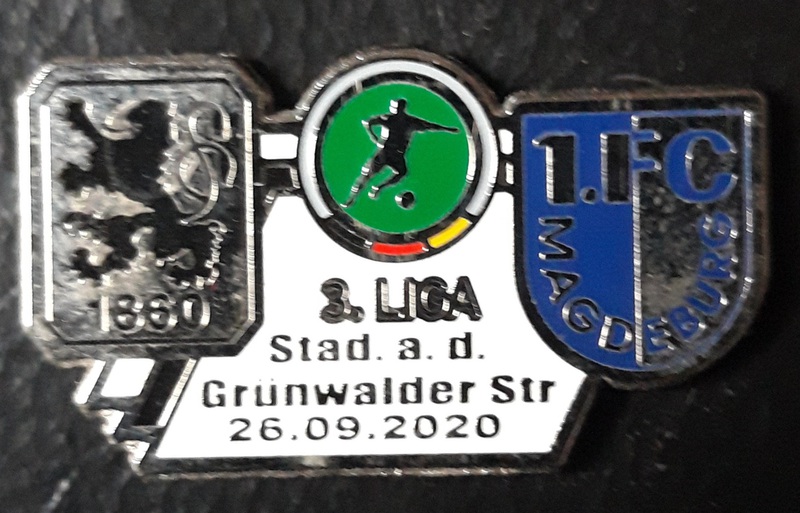 1860
1.FC
MAGDEBURG
3. LIGA
Stad. a. d.
Grünwalder Str
26.09.2020